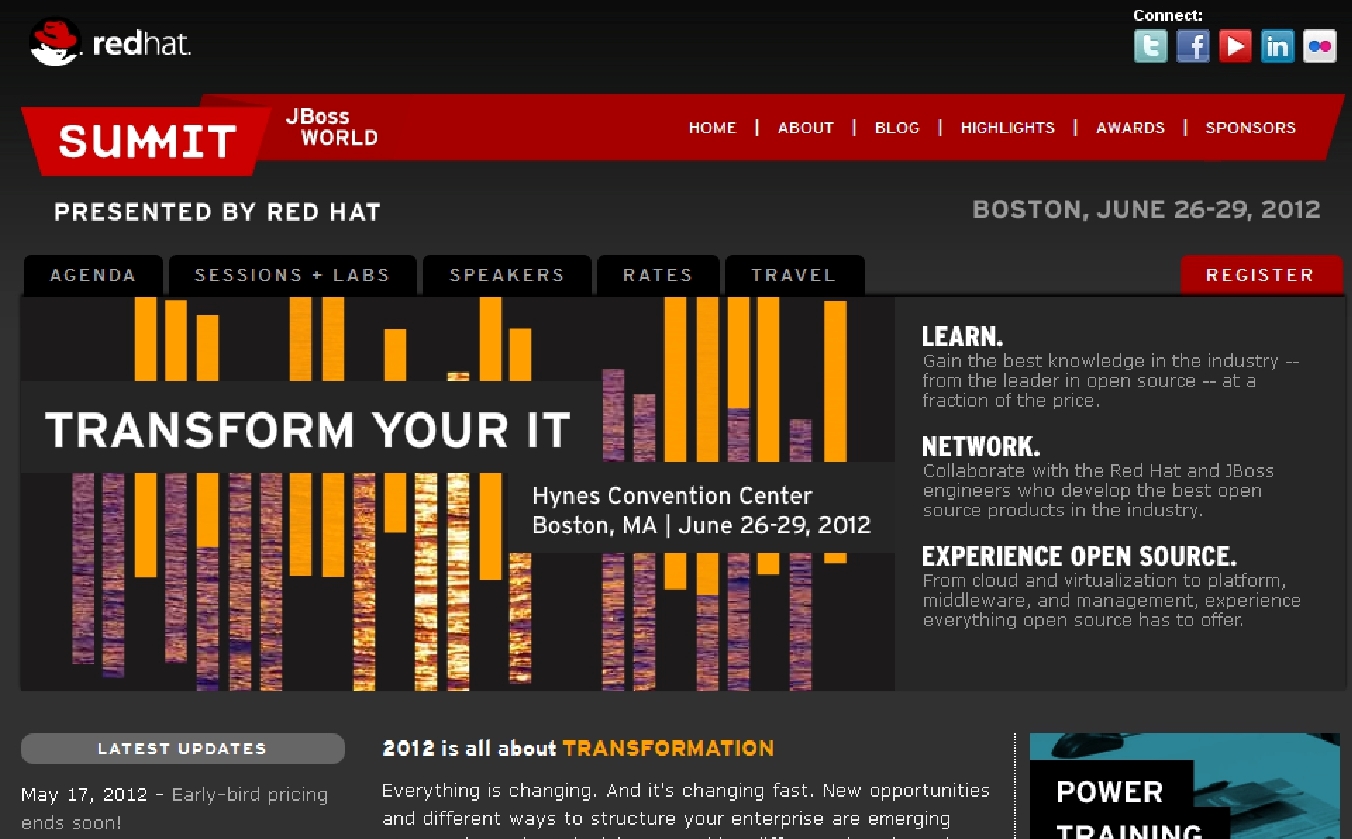 Connect:
redhat.
SUMMIT
JBoss
WORLD
HOME | ABOUT | BLOG | HIGHLIGHTS | AWARDS | SPONSORS
PRESENTED BY RED HAT
BOSTON, JUNE 26-29, 2012
AGENDA
SESSIONS + LABS
SPEAKERS
RATES
TRAVEL
REGISTER
TRANSFORM YOUR IT
Hynes Convention Center
Boston, MA | June 26-29, 2012
LEARN.
Gain the best knowledge in the industry --
from the leader in open source -- at a
fraction of the price.
NETWORK.
Collaborate with the Red Hat and JBoss
engineers who develop the best open
source products in the industry.
EXPERIENCE OPEN SOURCE.
From cloud and virtualization to platform,
middleware, and management, experience
everything open source has to offer.
LATEST UPDATES
May 17, 2012 - Early-bird pricing
ends soon!
2012 is all about TRANSFORMATION
Everything is changing. And it's changing fast. New opportunities
and different ways to structure your enterprise are emerging
POWER
TRAINING